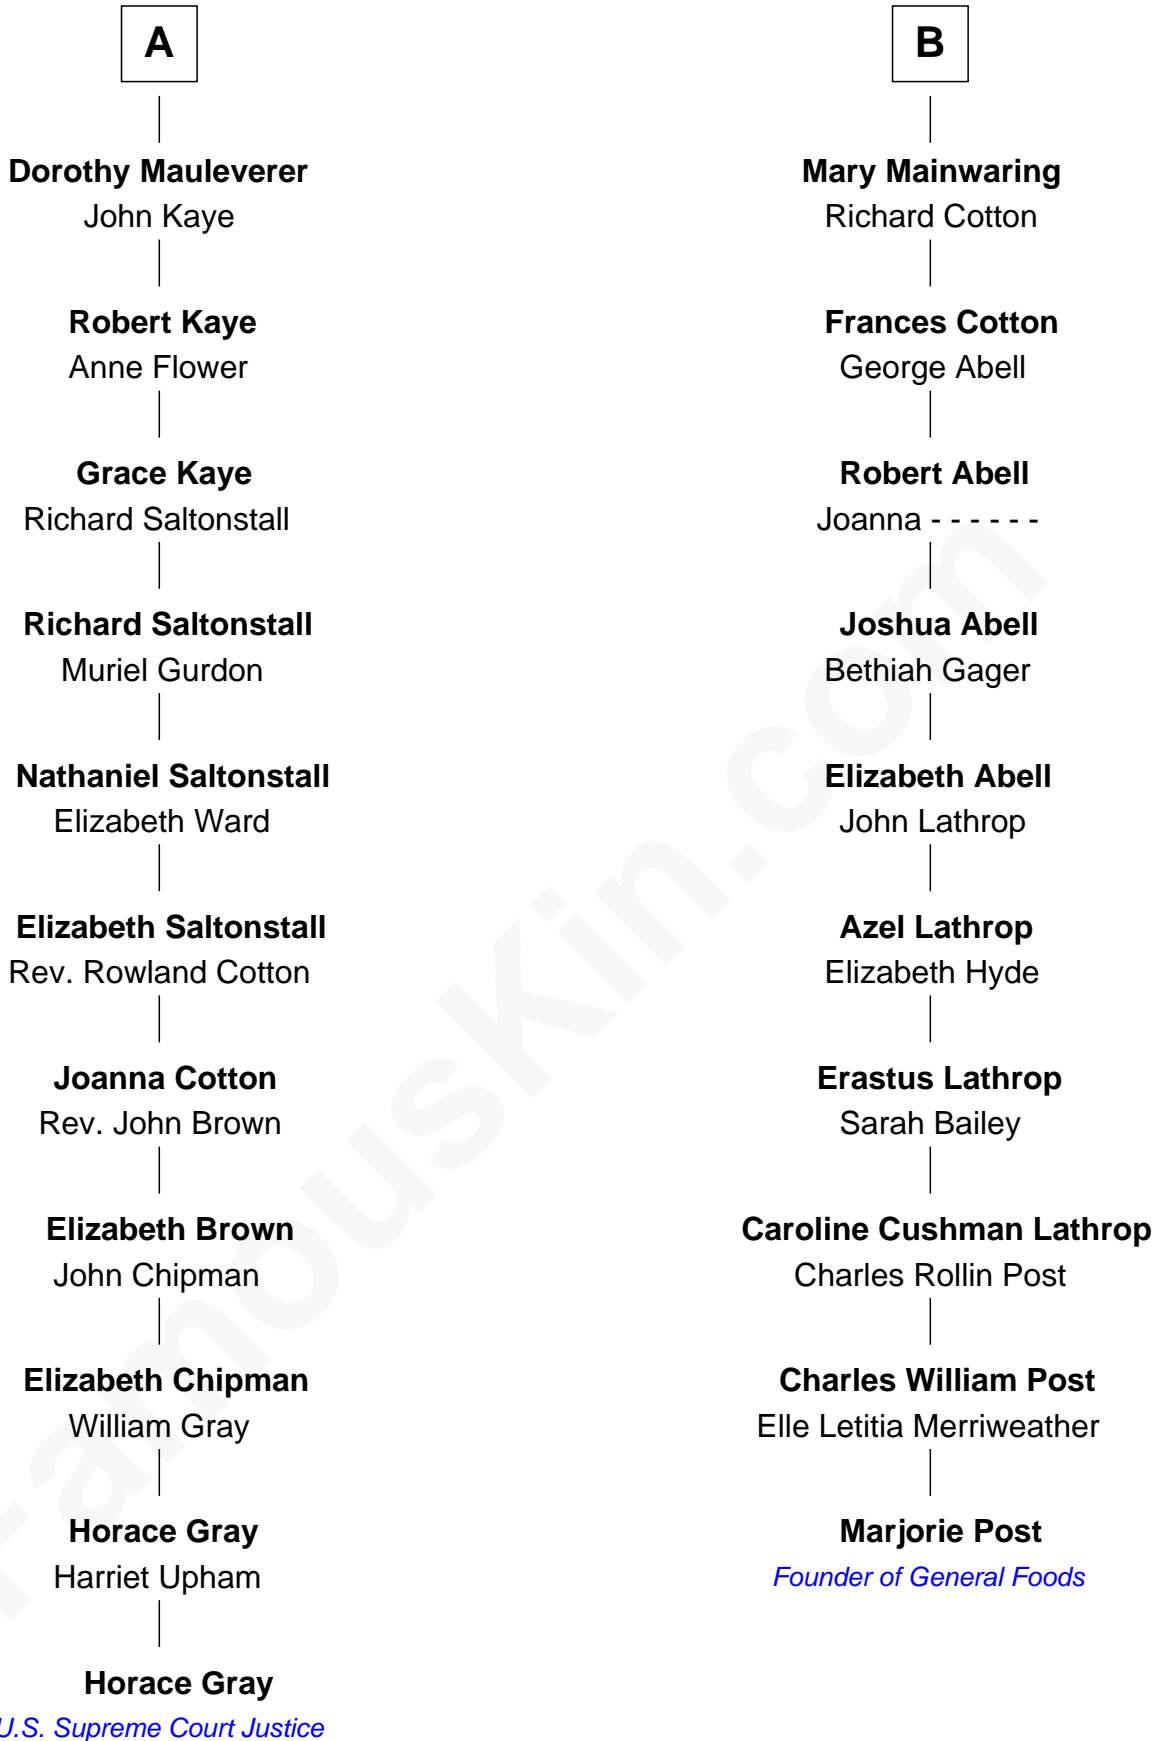 A
Dorothy Mauleverer
John Kaye
Robert Kaye
Anne Flower
Grace Kaye
Richard Saltonstall
Richard Saltonstall
Muriel Gurdon
Nathaniel Saltonstall
Elizabeth Ward
Elizabeth Saltonstall
Rev. Rowland Cotton
Joanna Cotton
Rev. John Brown
Elizabeth Brown
John Chipman
Elizabeth Chipman
William Gray
Horace Gray
Harriet Upham
Horace Gray
U.S. Supreme Court Justice
B
Mary Mainwaring
Richard Cotton
Frances Cotton
George Abell
Robert Abell
Joanna - - - - - -
Joshua Abell
Bethiah Gager
Elizabeth Abell
John Lathrop
Azel Lathrop
Elizabeth Hyde
Erastus Lathrop
Sarah Bailey
Caroline Cushman Lathrop
Charles Rollin Post
Charles William Post
Elle Letitia Merriweather
Marjorie Post
Founder of General Foods
FamousKin.com